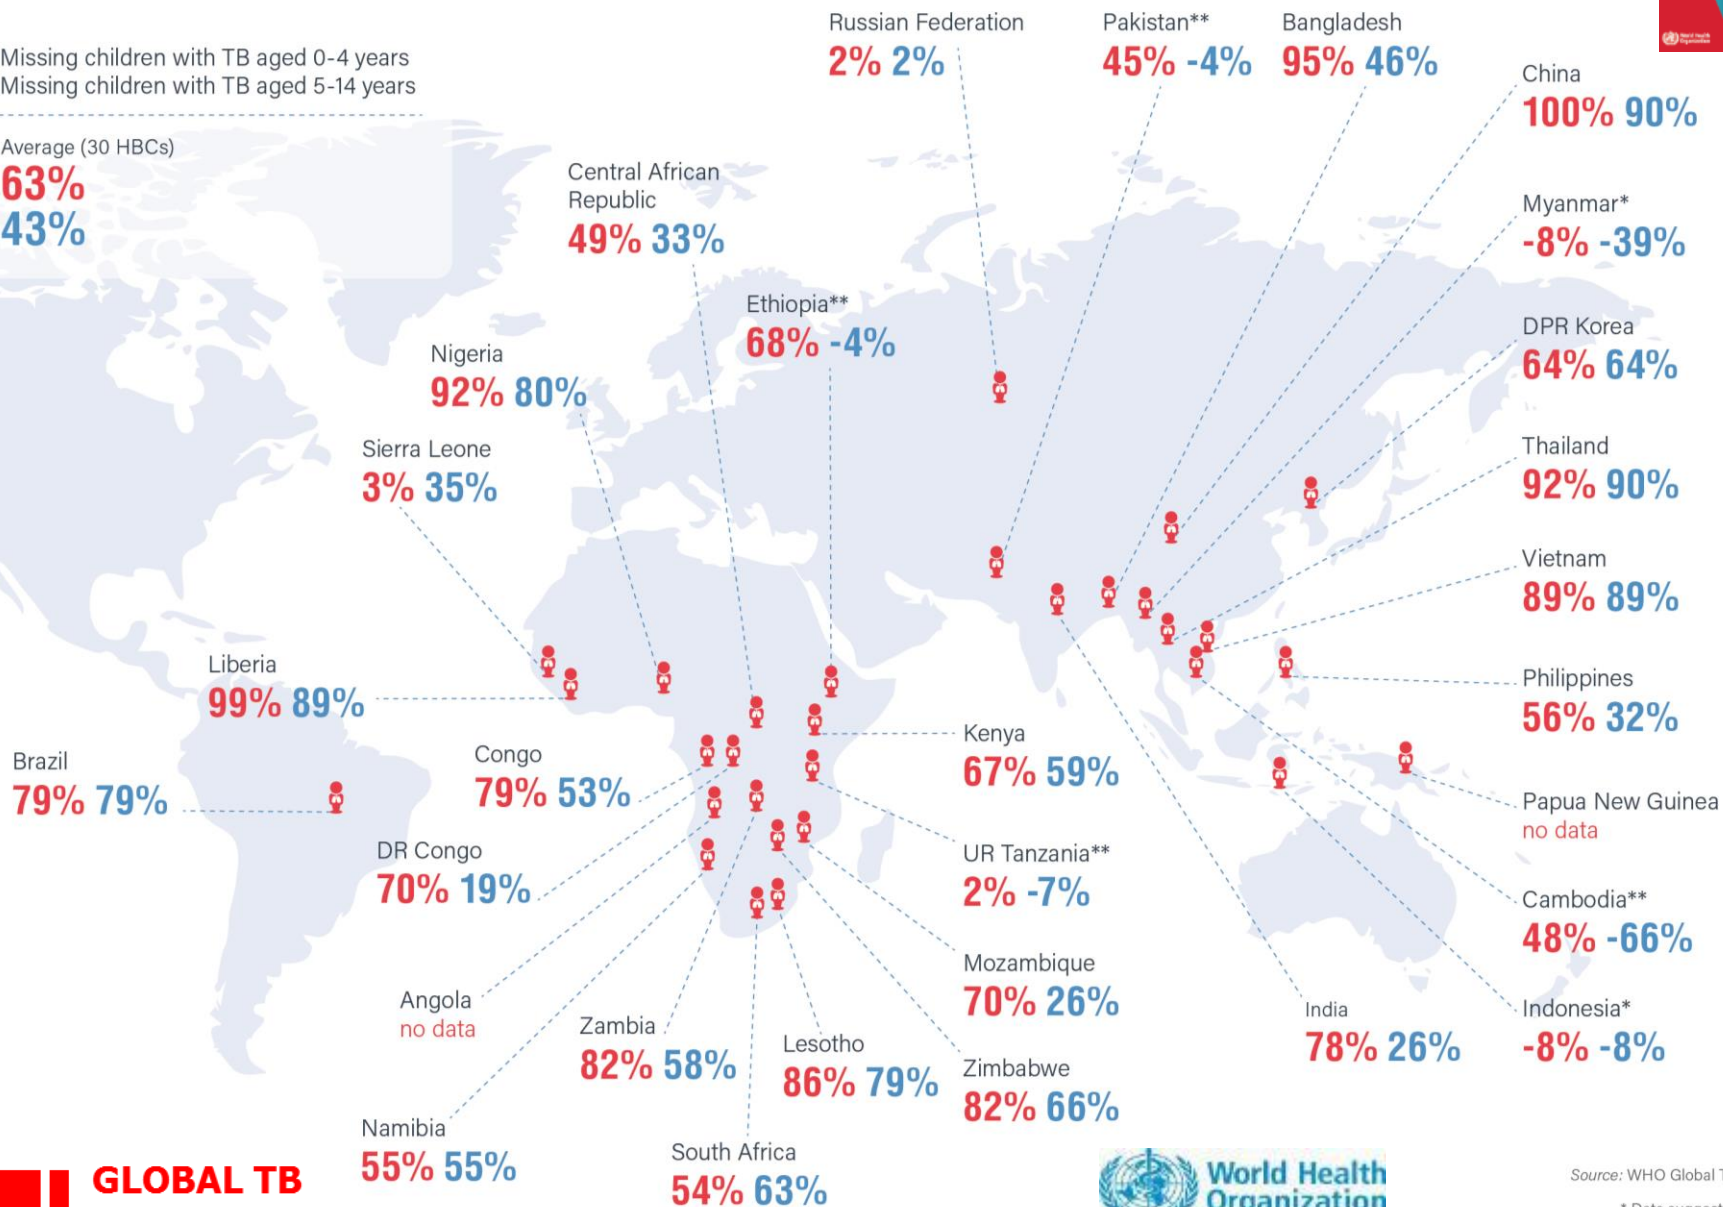 Missing children with TB aged 0-4 years
Missing children with TB aged 5-14 years
Average (30 HBCs)
63%
43%
Russian Federation
2% 2%
Pakistan**
45% -4%
Bangladesh
95% 46%
China
100% 90%
Central African
Republic
49% 33%
Myanmar*
-8% -39%
Ethiopia**
68% -4%
DPR Korea
64% 64%
Nigeria
92% 80%
Thailand
92% 90%
Sierra Leone
3% 35%
Vietnam
89% 89%
Liberia
99% 89%
Philippines
56% 32%
Brazil
79% 79%
Congo
79% 53%
Kenya
67% 59%
Papua New Guinea
no data
DR Congo
70% 19%
UR Tanzania**
2% -7%
Cambodia**
48% -66%
Angola
no data
Mozambique
70% 26%
India
78% 26%
Indonesia*
-8% -8%
Zambia
82% 58%
Lesotho
86% 79%
Zimbabwe
82% 66%
Namibia
55% 55%
South Africa
54% 63%
GLOBAL TB
World Health
Organization
Source: WHO Global T